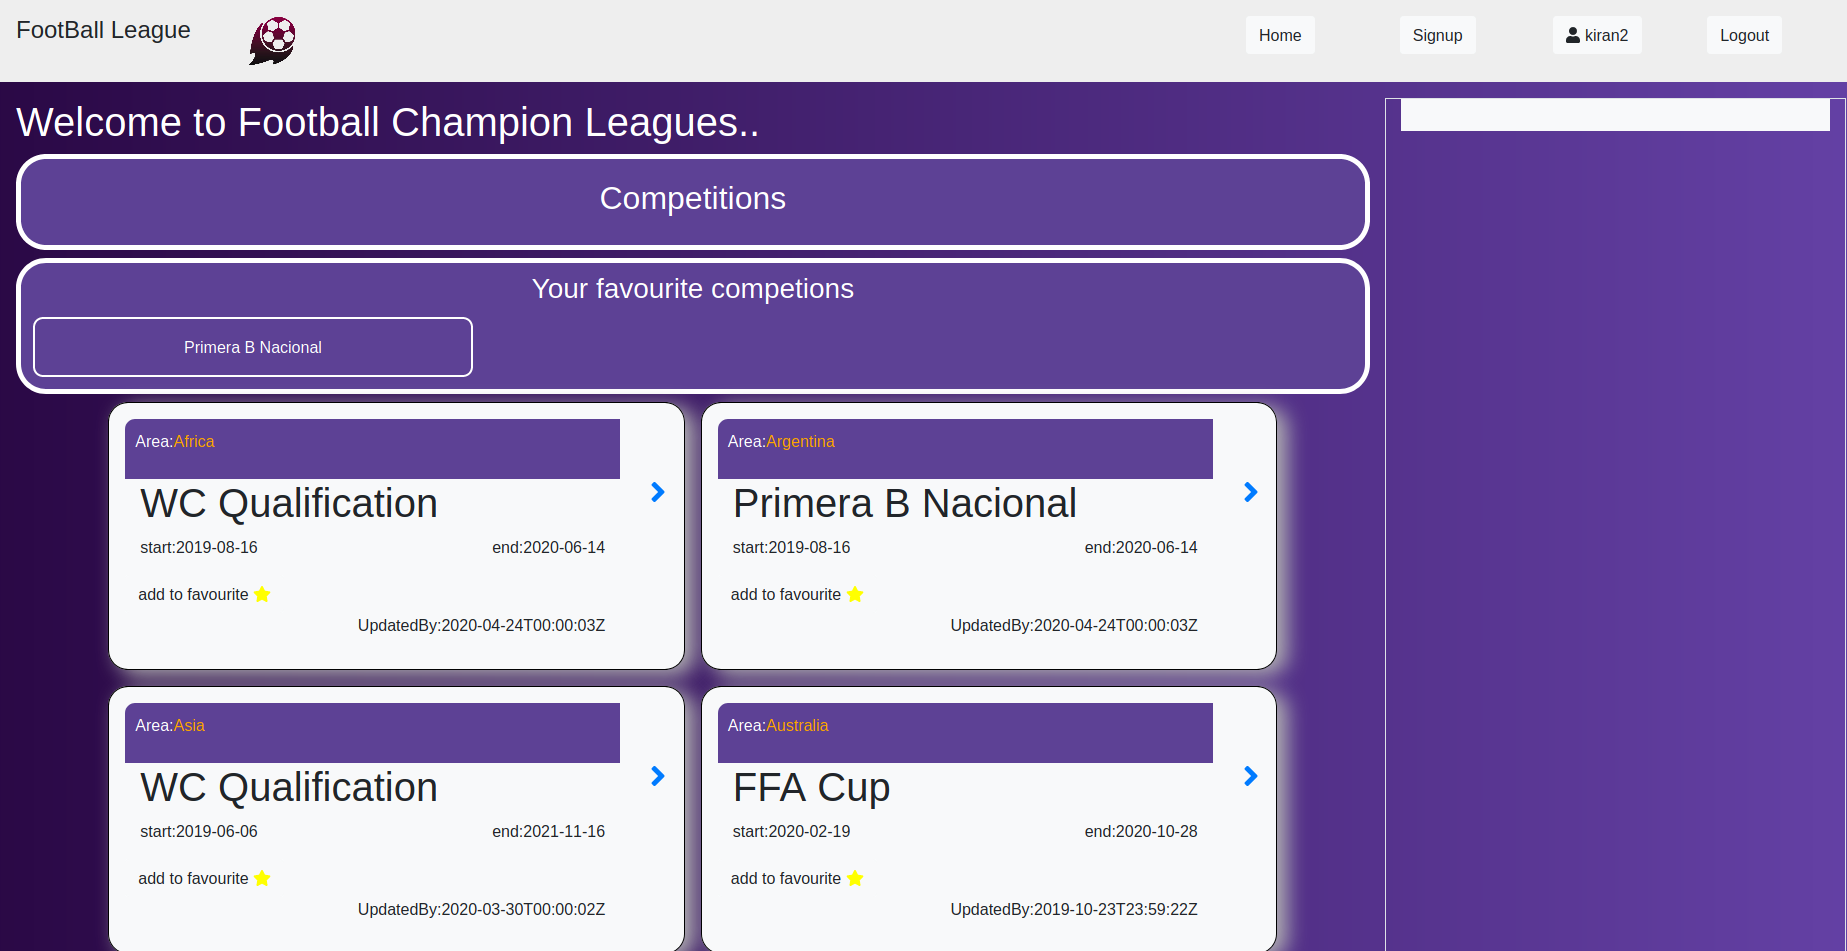 FootBall League
Home
Signup
kiran2
Logout
Welcome to Football Champion Leagues..
Competitions
Your favourite competions
Primera B Nacional
Area:Africa
WC Qualification
start:2019-08-16
end:2020-06-14
add to favourite
UpdatedBy:2020-04-24T00:00:03Z
Area:Argentina
Primera B Nacional
start:2019-08-16
end:2020-06-14
add to favourite
UpdatedBy:2020-04-24T00:00:03Z
Area:Asia
WC Qualification
start:2019-06-06
end:2021-11-16
add to favourite
UpdatedBy:2020-03-30T00:00:02Z
Area:Australia
FFA Cup
start:2020-02-19
end:2020-10-28
add to favourite
UpdatedBy:2019-10-23T23:59:22Z